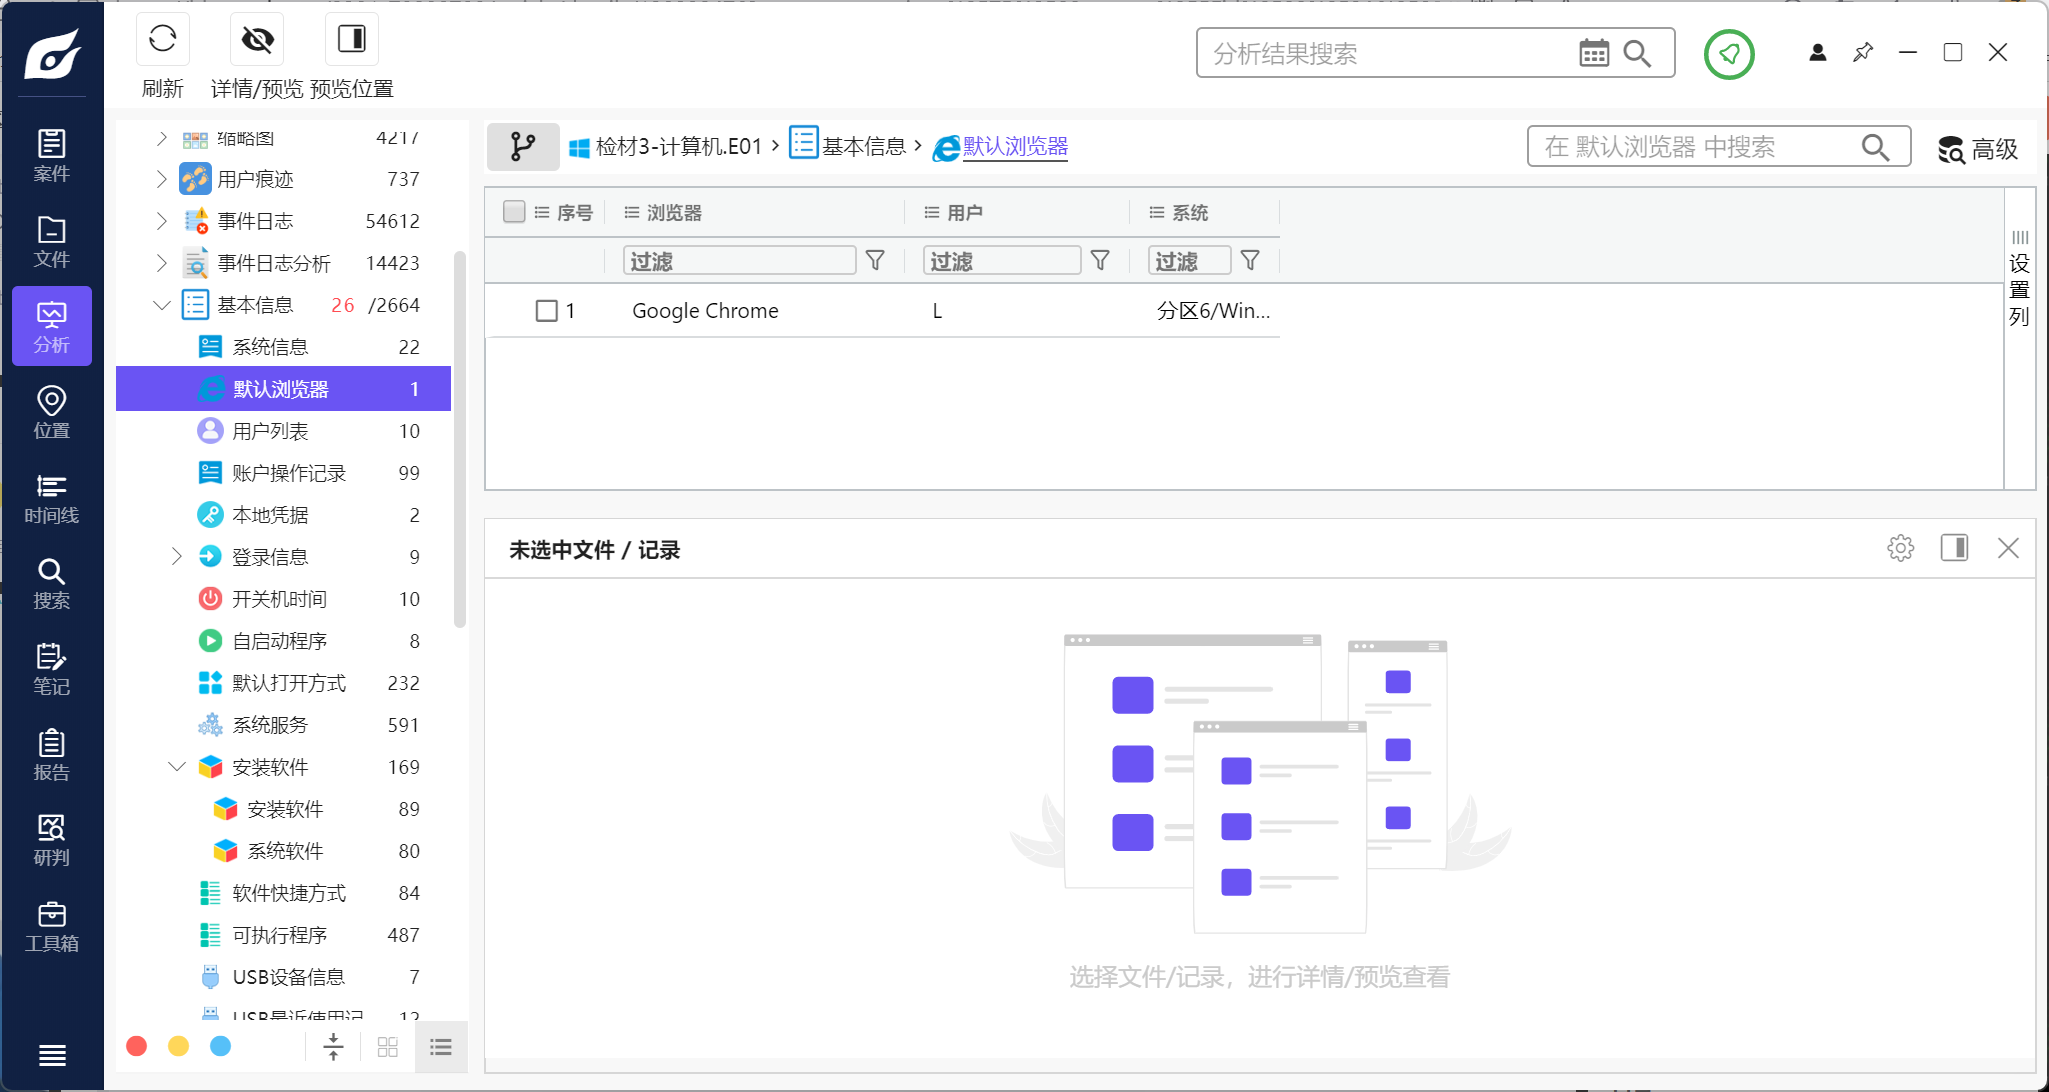 刷新
详情/预览
预览位置
分析结果搜索
案件
文件
分析
位置
时间线
搜索
笔记
报告
研判
工具箱
缩略图 4217
用户痕迹 737
事件日志 54612
事件日志分析 14423
基本信息 26 /2664
系统信息 22
默认浏览器 1
用户列表 10
账户操作记录 99
本地凭据 2
登录信息 9
开关机时间 10
自启动程序 8
默认打开方式 232
系统服务 591
安装软件 169
安装软件 89
系统软件 80
软件快捷方式 84
可执行程序 487
USB设备信息 7
USB最近使用记 12
检材3-计算机.E01 › 基本信息 › 默认浏览器
在 默认浏览器 中搜索
高级
序号 浏览器 用户 系统
过滤 过滤 过滤
1 Google Chrome L 分区6/Win...
设置列
未选中文件 / 记录
选择文件/记录，进行详情/预览查看